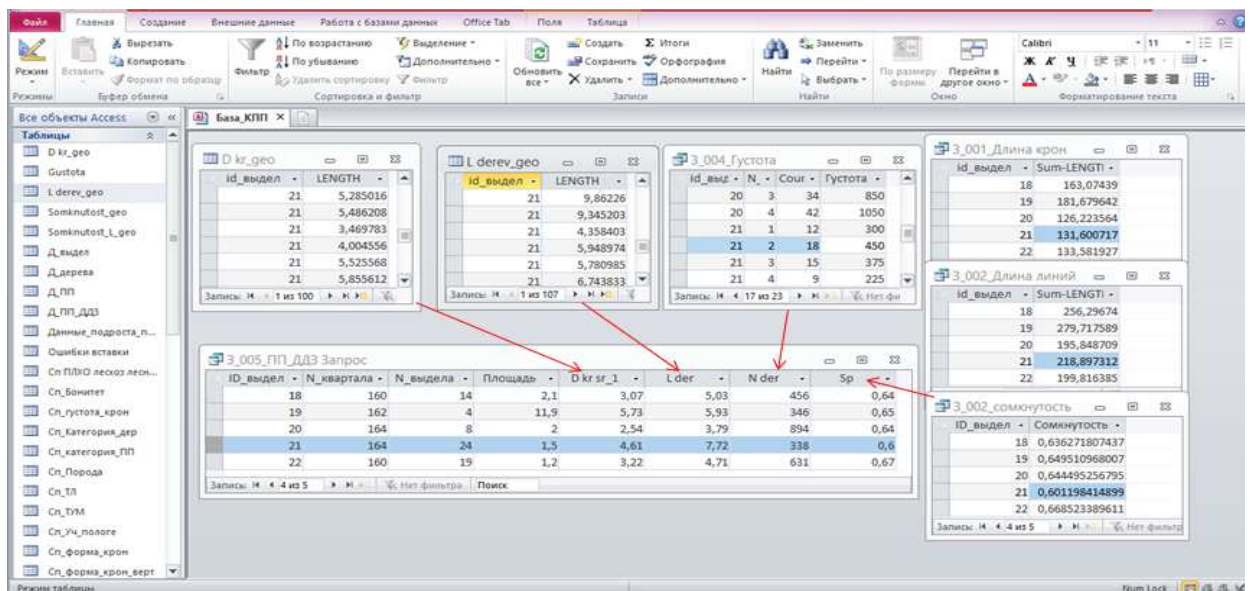 Файл Главная Создание Внешние данные Работа с базами данных Office Tab Поля Таблица
Режим
Режимы
Вставить
Вырезать
Копировать
Формат по образцу
Буфер обмена
Фильтр
По возрастанию
По убыванию
Удалить сортировку
Выделение
Дополнительно
Фильтр
Сортировка и фильтр
Обновить все
Создать
Сохранить
Удалить
Итоги
Орфография
Дополнительно
Записи
Найти
Заменить
Перейти
Выбрать
Найти
По размеру формы
Перейти в другое окно
Окно
Calibri 11
Ж К Ч
Форматирование текста
Все объекты Access
Таблицы
D kr_geo
Gustota
L derev_geo
Somknutost_geo
Somknutost_L_geo
Д_выдел
Д_дерева
Д_ПП
Д_ПП_ДДЗ
Данные_подроста_п...
Ошибки вставки
Сп ПЛХО лесхоз лесн...
Сп_Бонитет
Сп_густота_крон
Сп_Категория_дер
Сп_категория_ПП
Сп_Порода
Сп_ТЛ
Сп_ТУМ
Сп_Уч_пологе
Сп_форма_крон
Сп_форма_крон_верт
База_КПП
D kr_geo
id_выдел LENGTH
21 5,285016
21 5,486208
21 3,469783
21 4,004556
21 5,525568
21 5,855612
Записи: 1 из 100
L derev_geo
id_выдел LENGTH
21 9,86226
21 9,345203
21 4,358403
21 5,948974
21 5,780985
21 6,743833
Записи: 1 из 107
З_004_Густота
id_выд N_ Cour Густота
20 3 34 850
20 4 42 1050
21 1 12 300
21 2 18 450
21 3 15 375
21 4 9 225
Записи: 17 из 23 Нет фи
З_001_Длина крон
id_выдел Sum-LENGTI
18 163,07439
19 181,679642
20 126,223564
21 131,600717
22 133,581927
З_002_Длина линий
id_выдел Sum-LENGTI
18 256,29674
19 279,717589
20 195,848709
21 218,897312
22 199,816385
З_005_ПП_ДДЗ Запрос
ID_выдел N_квартала N_выдела Площадь D kr sr_1 L der N der Sp
18 160 14 2,1 3,07 5,03 456 0,64
19 162 4 11,9 5,73 5,93 346 0,65
20 164 8 2 2,54 3,79 894 0,64
21 164 24 1,5 4,61 7,72 338 0,6
22 160 19 1,2 3,22 4,71 631 0,67
Записи: 4 из 5 Нет фильтра Поиск
З_002_сомкнутость
ID_выдел Сомкнутость
18 0,636271807437
19 0,649510968007
20 0,644495256795
21 0,601198414899
22 0,668523389611
Записи: 4 из 5 Нет фильтр
Режим таблицы
Num Lock